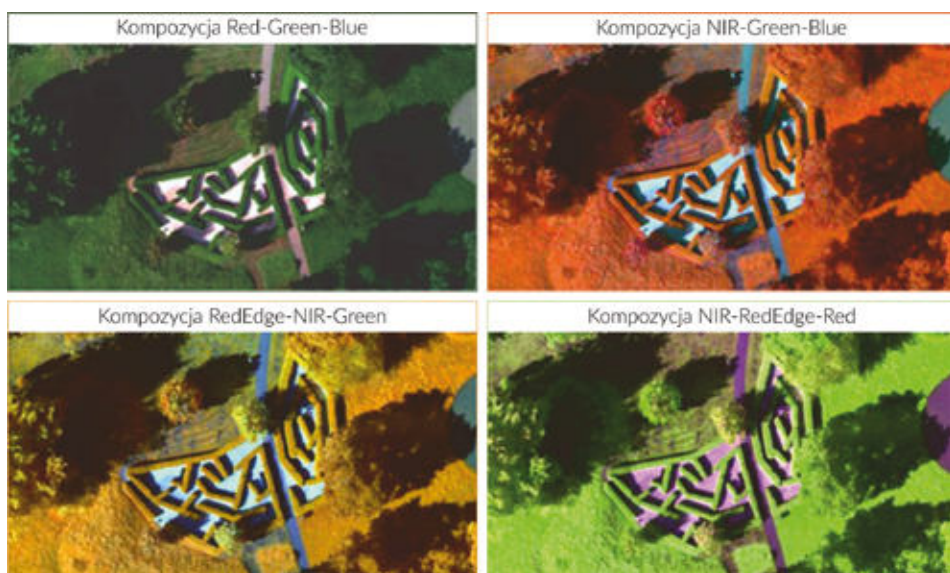 Kompozycja Red-Green-Blue
Kompozycja NIR-Green-Blue
Kompozycja RedEdge-NIR-Green
Kompozycja NIR-RedEdge-Red